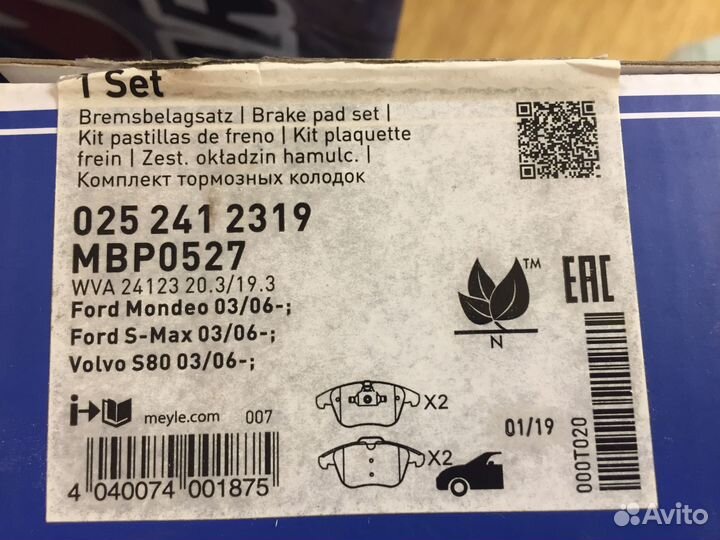 1 Set
Bremsbelagsatz | Brake pad set |
Kit pastillas de freno | Kit plaquette
frein | Zest. okładzin hamulc. |
Комплект тормозных колодок
025 241 2319
MBP0527
WVA 24123 20.3/19.3
Ford Mondeo 03/06-;
Ford S-Max 03/06-;
Volvo S80 03/06-;
TM
N
EAC
i
meyle.com
007
X2
X2
01/19
000T020
4 040074 001875
Avito